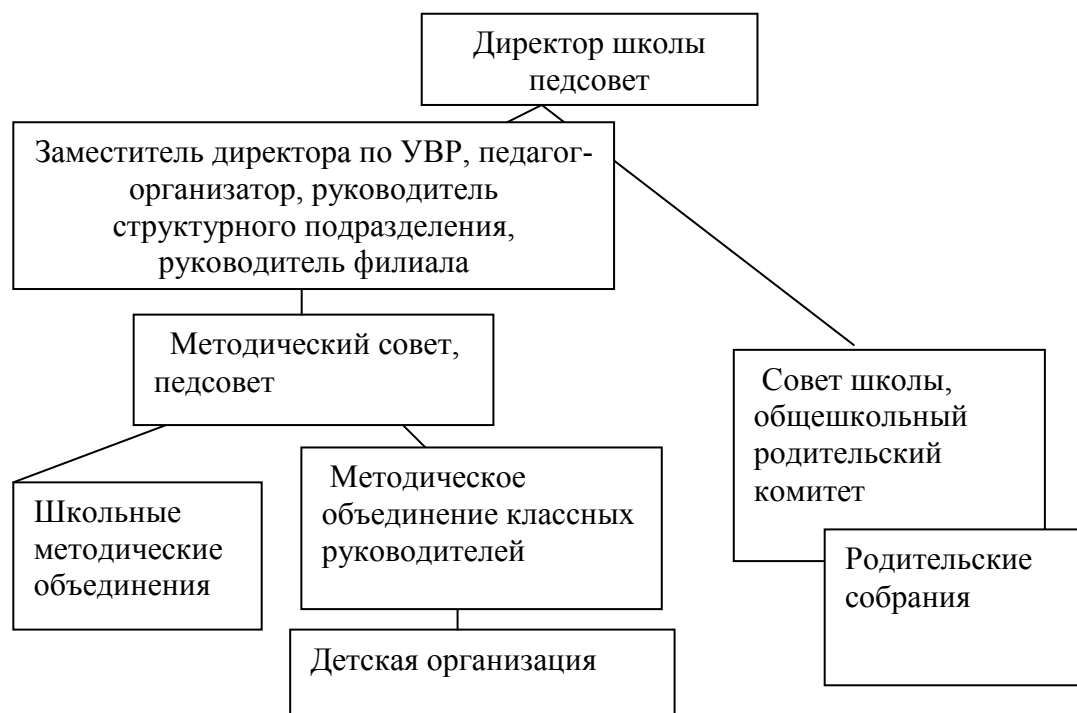 Директор школы
педсовет
Заместитель директора по УВР, педагог-
организатор, руководитель
структурного подразделения,
руководитель филиала
Методический совет,
педсовет
Совет школы,
общешкольный
родительский
комитет
Школьные
методические
объединения
Методическое
объединение классных
руководителей
Родительские
собрания
Детская организация